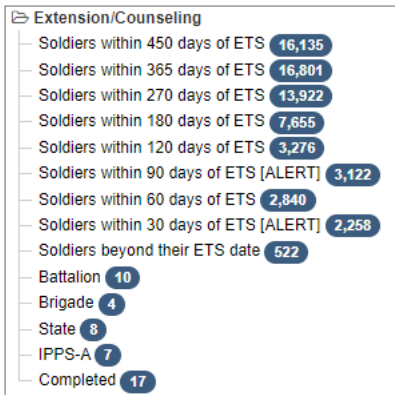 Extension/Counseling
Soldiers within 450 days of ETS 16,135
Soldiers within 365 days of ETS 16,801
Soldiers within 270 days of ETS 13,922
Soldiers within 180 days of ETS 7,655
Soldiers within 120 days of ETS 3,276
Soldiers within 90 days of ETS [ALERT] 3,122
Soldiers within 60 days of ETS 2,840
Soldiers within 30 days of ETS [ALERT] 2,258
Soldiers beyond their ETS date 522
Battalion 10
Brigade 4
State 8
IPPS-A 7
Completed 17